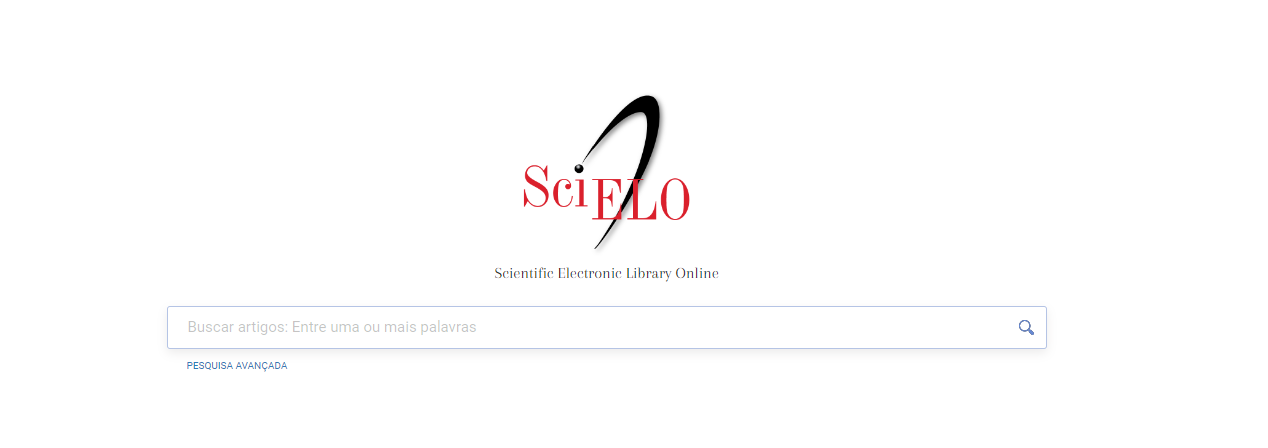 SciELO
Scientific Electronic Library Online
Buscar artigos: Entre uma ou mais palavras
PESQUISA AVANÇADA